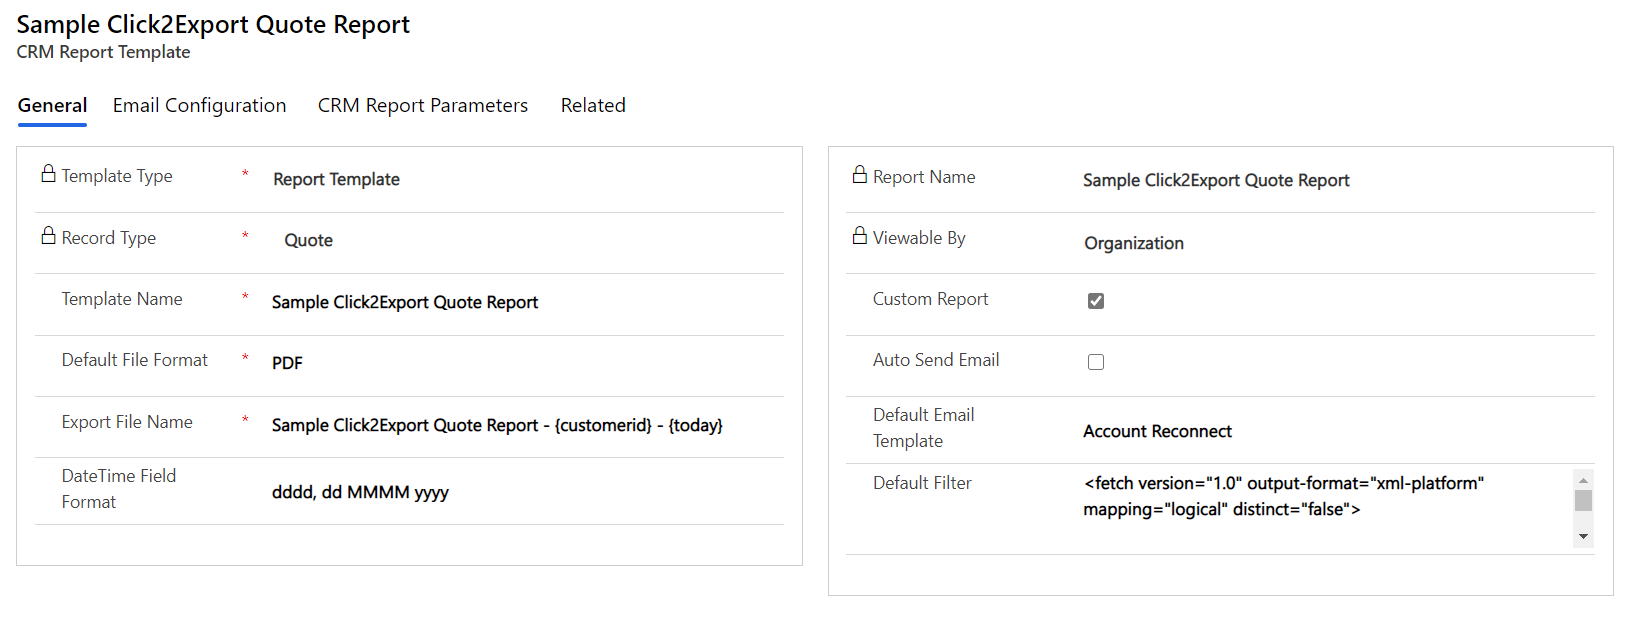 Sample Click2Export Quote Report
CRM Report Template
General Email Configuration CRM Report Parameters Related
Template Type * Report Template
Record Type * Quote
Template Name * Sample Click2Export Quote Report
Default File Format * PDF
Export File Name * Sample Click2Export Quote Report - {customerid} - {today}
DateTime Field
Format
dddd, dd MMMM yyyy
Report Name Sample Click2Export Quote Report
Viewable By Organization
Custom Report
Auto Send Email
Default Email
Template
Account Reconnect
Default Filter <fetch version="1.0" output-format="xml-platform"
mapping="logical" distinct="false">